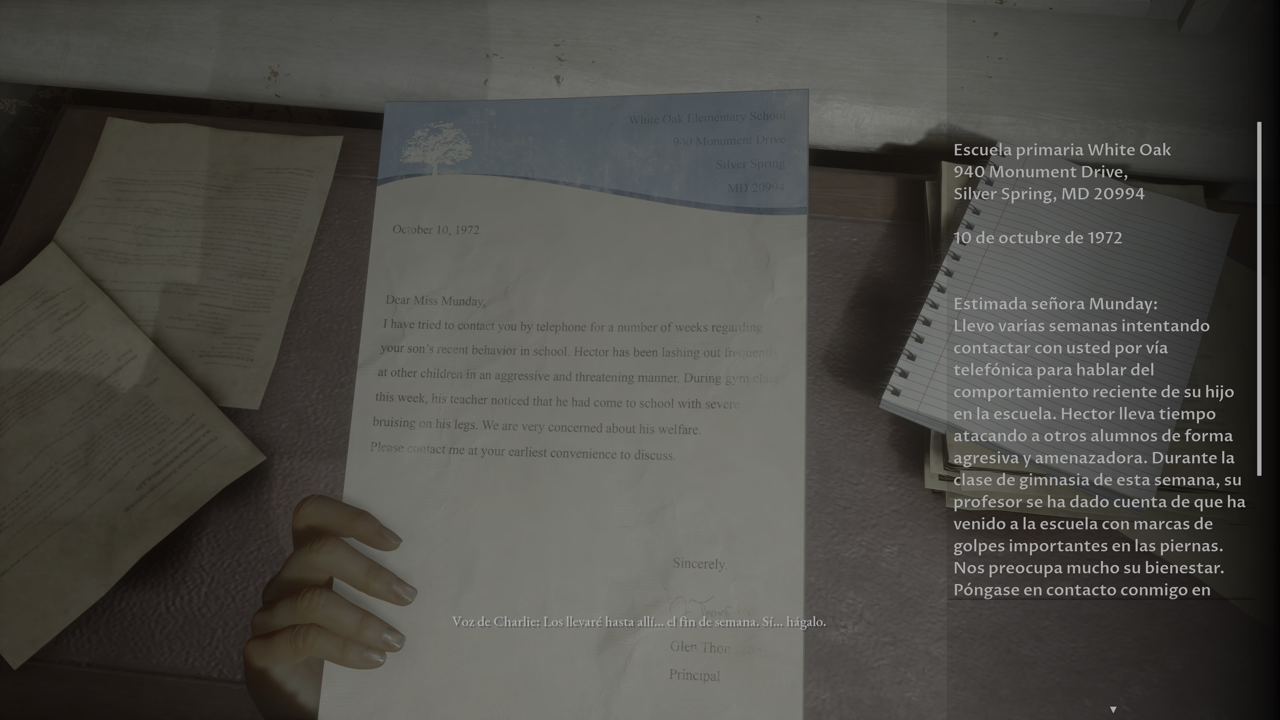 White Oak Elementary School
940 Monument Drive
Silver Spring
MD 20994
October 10, 1972
Dear Miss Munday,
I have tried to contact you by telephone for a number of weeks regarding
your son's recent behavior in school. Hector has been lashing out frequently
at other children in an aggressive and threatening manner. During gym class
this week, his teacher noticed that he had come to school with severe
bruising on his legs. We are very concerned about his welfare.
Please contact me at your earliest convenience to discuss.
Sincerely,
Glen
Principal
Voz de Charlie: Los llevaré hasta allí... el fin de semana. Sí... hágalo.
Escuela primaria White Oak
940 Monument Drive,
Silver Spring, MD 20994
10 de octubre de 1972
Estimada señora Munday:
Llevo varias semanas intentando
contactar con usted por vía
telefónica para hablar del
comportamiento reciente de su hijo
en la escuela. Hector lleva tiempo
atacando a otros alumnos de forma
agresiva y amenazadora. Durante la
clase de gimnasia de esta semana, su
profesor se ha dado cuenta de que ha
venido a la escuela con marcas de
golpes importantes en las piernas.
Nos preocupa mucho su bienestar.
Póngase en contacto conmigo en